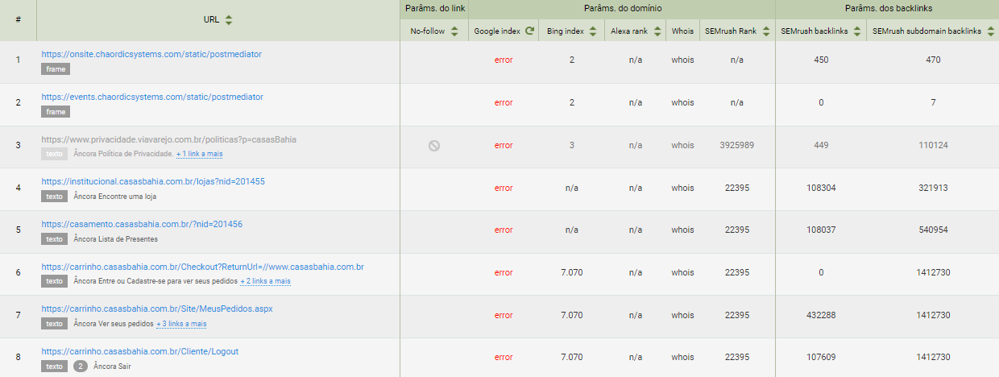 # URL Parâms. do link Parâms. do domínio Parâms. dos backlinks
No-follow Google index Bing index Alexa rank Whois SEMrush Rank SEMrush backlinks SEMrush subdomain backlinks
1 https://onsite.chaordicsystems.com/static/postmediator error 2 n/a whois n/a 450 470
frame
2 https://events.chaordicsystems.com/static/postmediator error 2 n/a whois n/a 0 7
frame
3 https://www.privacidade.viavarejo.com.br/politicas?p=casasBahia error 3 n/a whois 3925989 449 110124
texto Âncora Política de Privacidade. + 1 link a mais
4 https://institucional.casasbahia.com.br/lojas?nid=201455 error n/a n/a whois 22395 108304 321913
texto Âncora Encontre uma loja
5 https://casamento.casasbahia.com.br/?nid=201456 error n/a n/a whois 22395 108037 540954
texto Âncora Lista de Presentes
6 https://carrinho.casasbahia.com.br/Checkout?ReturnUrl=//www.casasbahia.com.br error 7.070 n/a whois 22395 0 1412730
texto Âncora Entre ou Cadastre-se para ver seus pedidos + 2 links a mais
7 https://carrinho.casasbahia.com.br/Site/MeusPedidos.aspx error 7.070 n/a whois 22395 432288 1412730
texto Âncora Ver seus pedidos + 3 links a mais
8 https://carrinho.casasbahia.com.br/Cliente/Logout error 7.070 n/a whois 22395 107609 1412730
texto 2 Âncora Sair